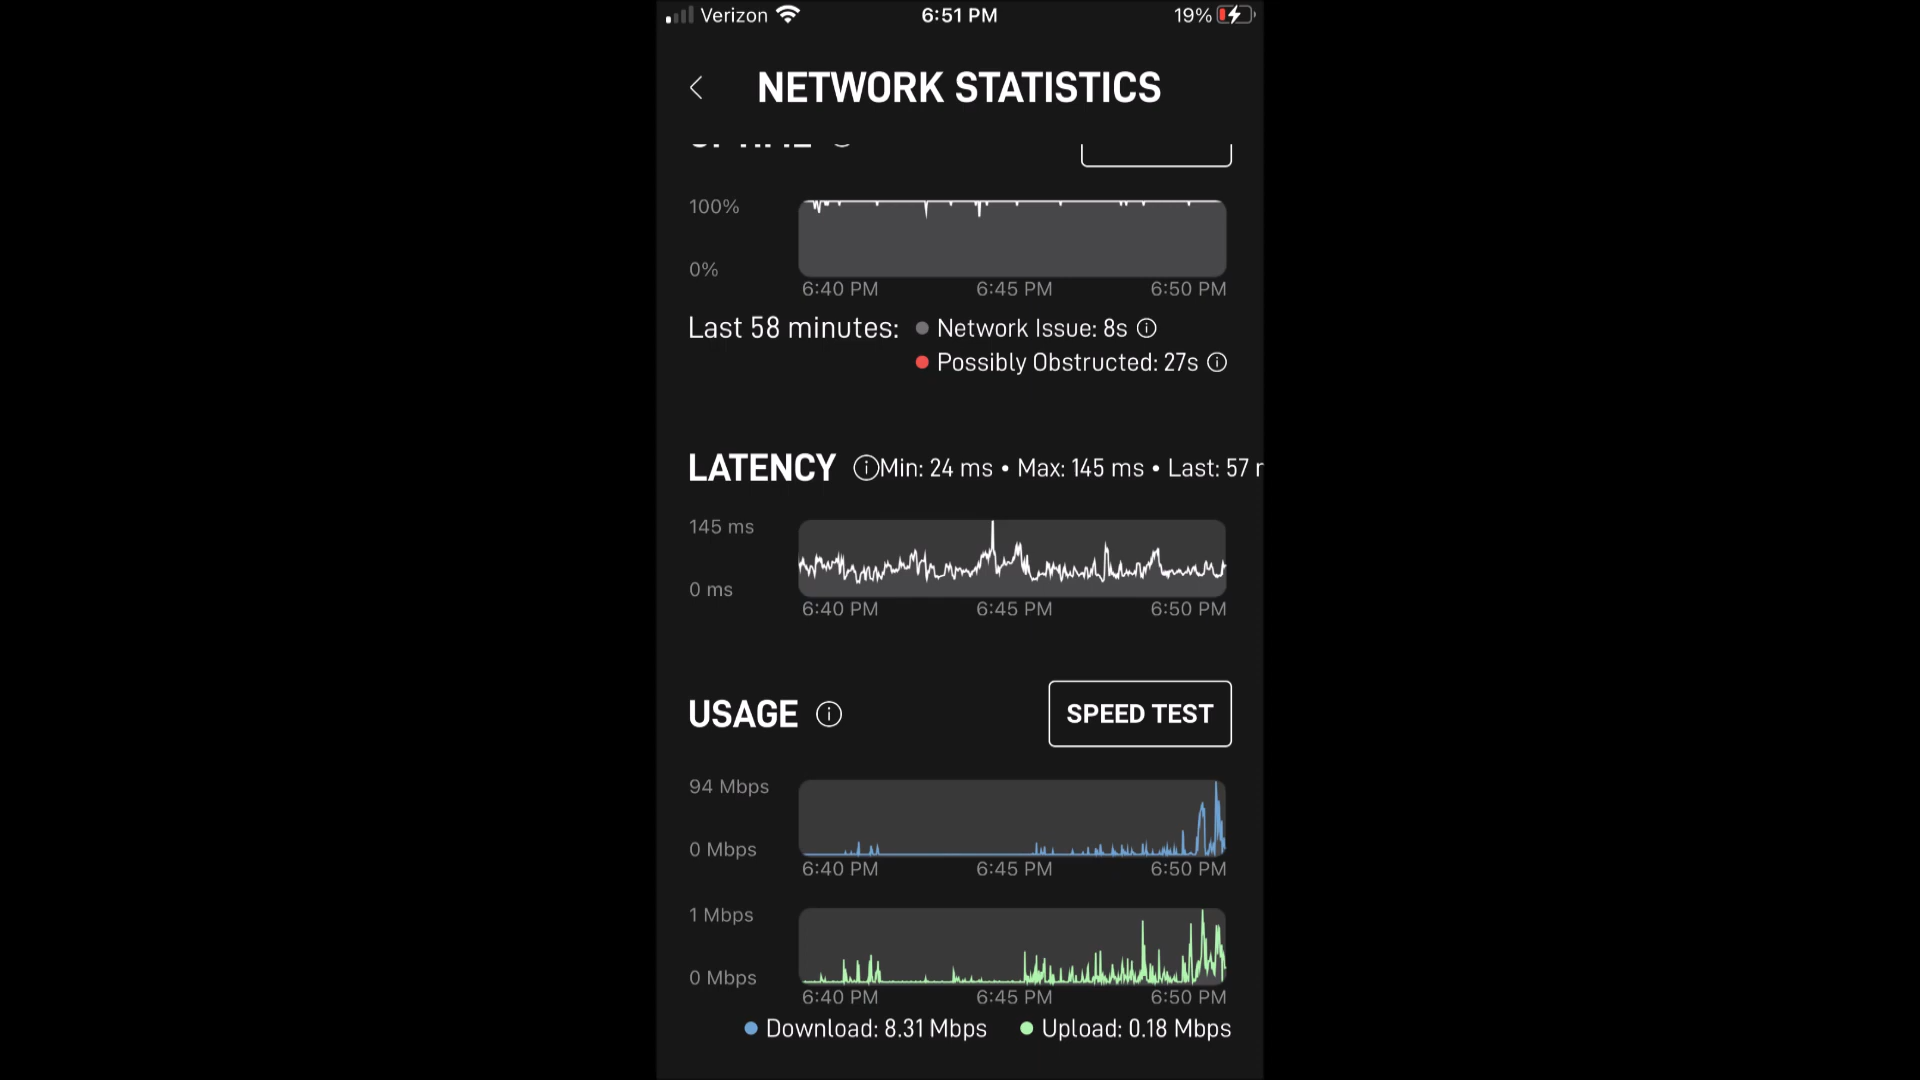 Verizon 6:51 PM 19%
NETWORK STATISTICS
100%
0%
6:40 PM 6:45 PM 6:50 PM
Last 58 minutes: Network Issue: 8s
Possibly Obstructed: 27s
LATENCY Min: 24 ms • Max: 145 ms • Last: 57
145 ms
0 ms
6:40 PM 6:45 PM 6:50 PM
USAGE SPEED TEST
94 Mbps
0 Mbps
6:40 PM 6:45 PM 6:50 PM
1 Mbps
0 Mbps
6:40 PM 6:45 PM 6:50 PM
Download: 8.31 Mbps Upload: 0.18 Mbps